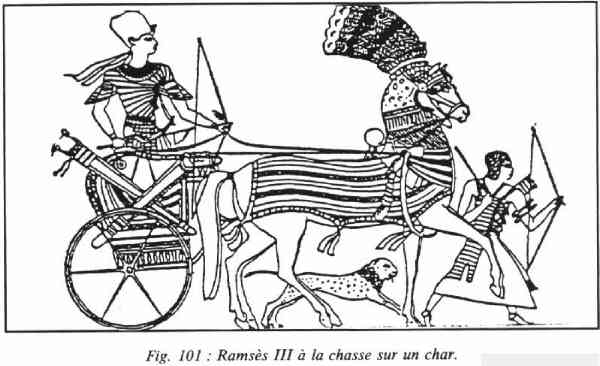 Fig. 101 : Ramsès III à la chasse sur un char.